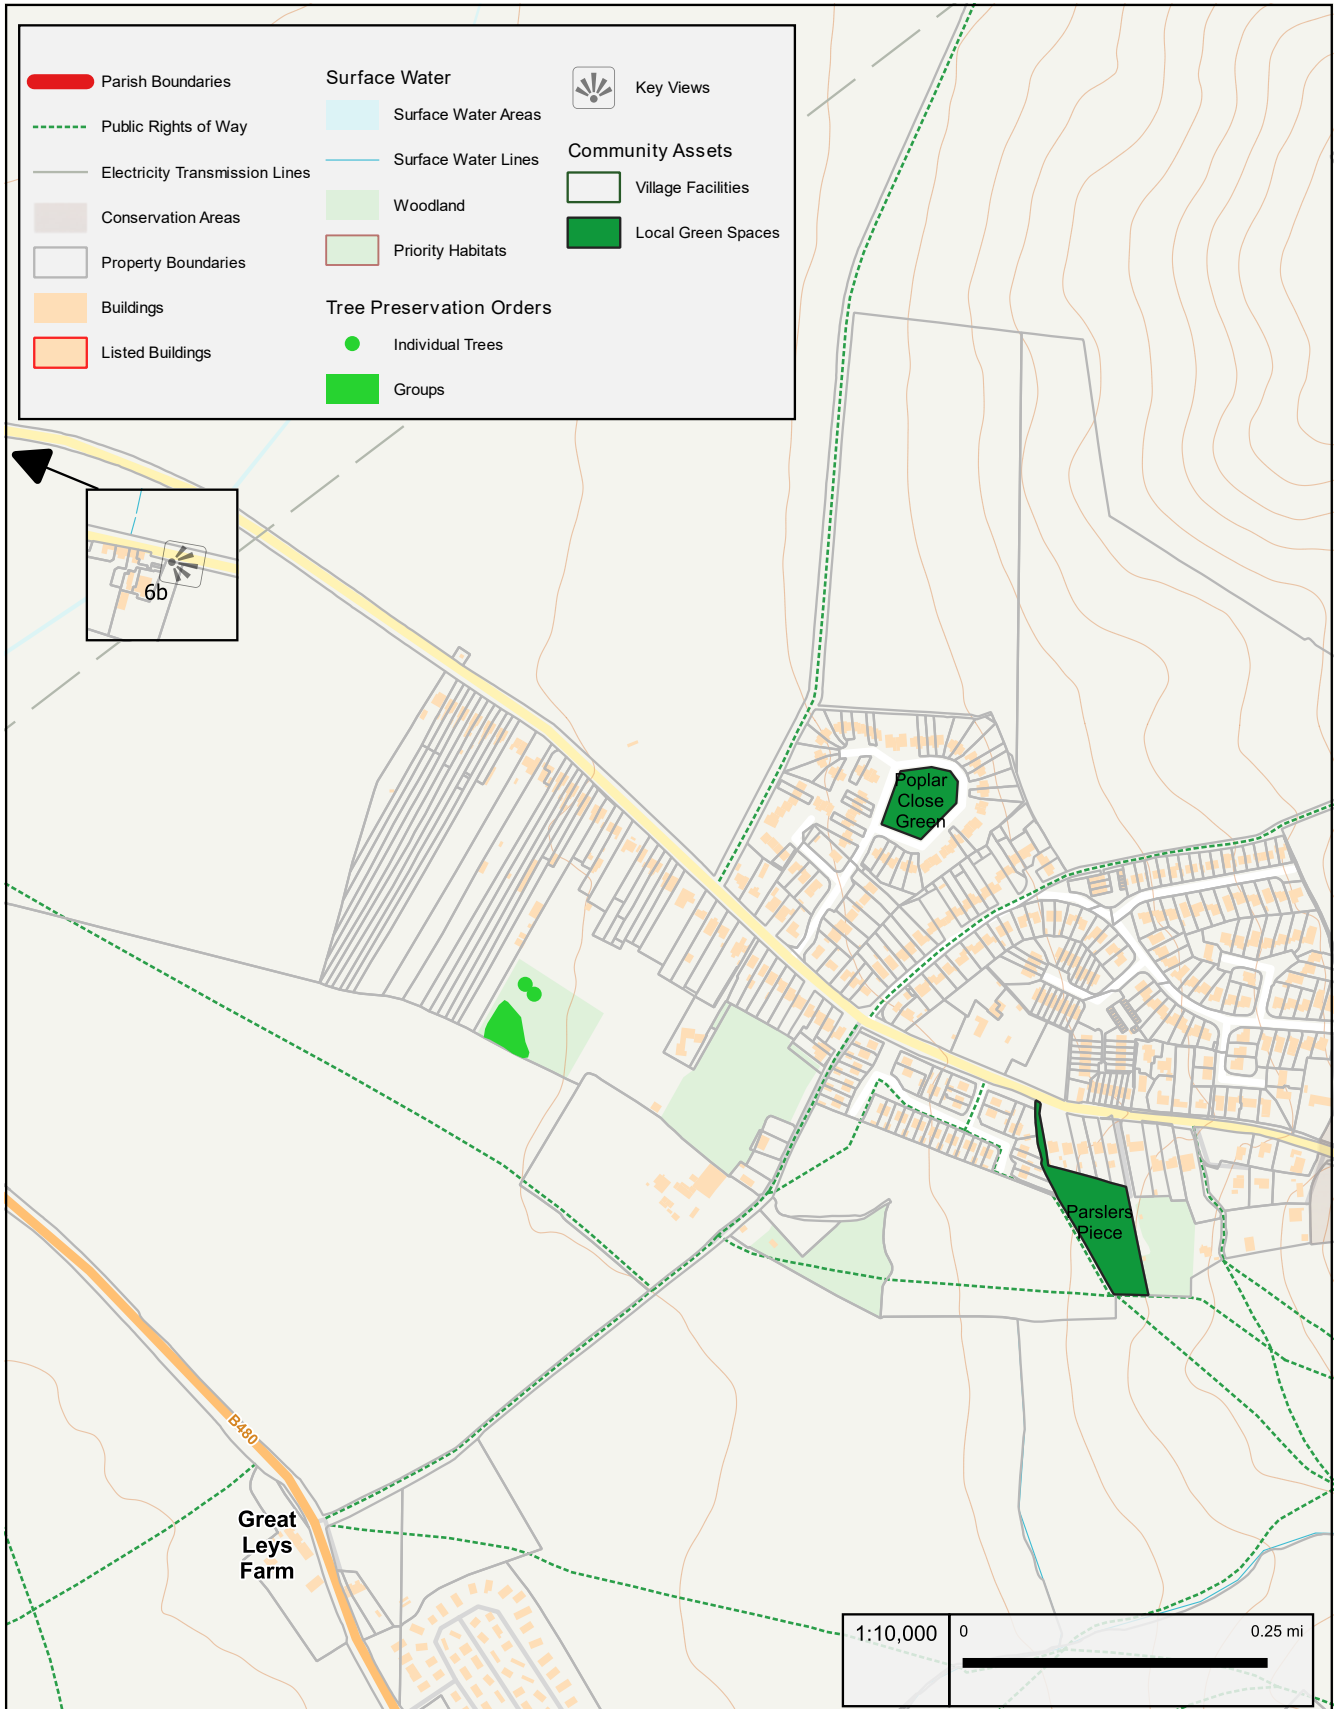 Parish Boundaries
Public Rights of Way
Electricity Transmission Lines
Conservation Areas
Property Boundaries
Buildings
Listed Buildings
Surface Water
Surface Water Areas
Surface Water Lines
Woodland
Priority Habitats
Tree Preservation Orders
Individual Trees
Groups
Key Views
Community Assets
Village Facilities
Local Green Spaces
6b
Poplar
Close
Green
Parslers
Piece
B480
Great
Leys
Farm
1:10,000
0
0.25 mi